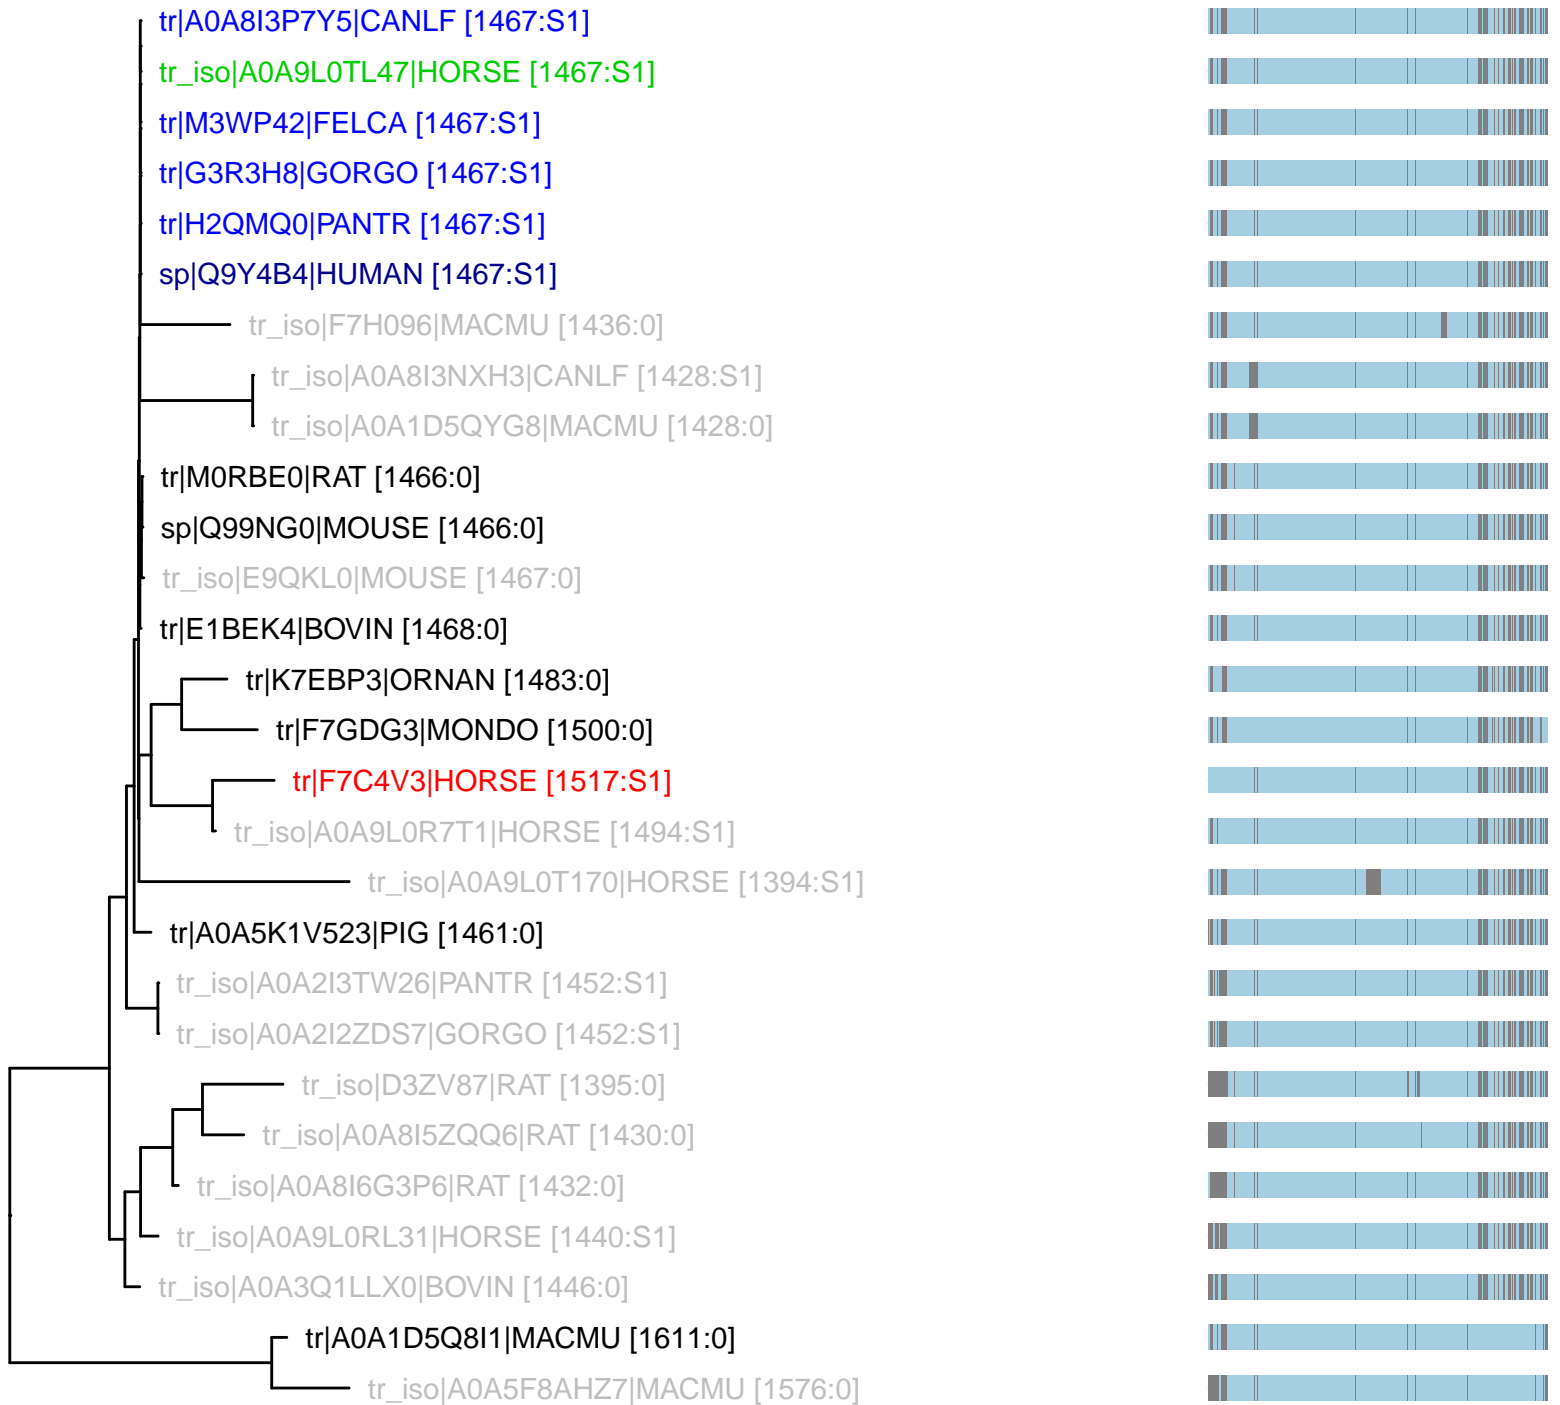 tr|A0A8I3P7Y5|CANLF [1467:S1]
tr_iso|A0A9L0TL47|HORSE [1467:S1]
tr|M3WP42|FELCA [1467:S1]
tr|G3R3H8|GORGO [1467:S1]
tr|H2QMQ0|PANTR [1467:S1]
sp|Q9Y4B4|HUMAN [1467:S1]
tr_iso|F7H096|MACMU [1436:0]
tr_iso|A0A8I3NXH3|CANLF [1428:S1]
tr_iso|A0A1D5QYG8|MACMU [1428:0]
tr|M0RBE0|RAT [1466:0]
sp|Q99NG0|MOUSE [1466:0]
tr_iso|E9QKL0|MOUSE [1467:0]
tr|E1BEK4|BOVIN [1468:0]
tr|K7EBP3|ORNAN [1483:0]
tr|F7GDG3|MONDO [1500:0]
tr|F7C4V3|HORSE [1517:S1]
tr_iso|A0A9L0R7T1|HORSE [1494:S1]
tr_iso|A0A9L0T170|HORSE [1394:S1]
tr|A0A5K1V523|PIG [1461:0]
tr_iso|A0A2I3TW26|PANTR [1452:S1]
tr_iso|A0A2I2ZDS7|GORGO [1452:S1]
tr_iso|D3ZV87|RAT [1395:0]
tr_iso|A0A8I5ZQQ6|RAT [1430:0]
tr_iso|A0A8I6G3P6|RAT [1432:0]
tr_iso|A0A9L0RL31|HORSE [1440:S1]
tr_iso|A0A3Q1LLX0|BOVIN [1446:0]
tr|A0A1D5Q8I1|MACMU [1611:0]
tr_iso|A0A5F8AHZ7|MACMU [1576:0]